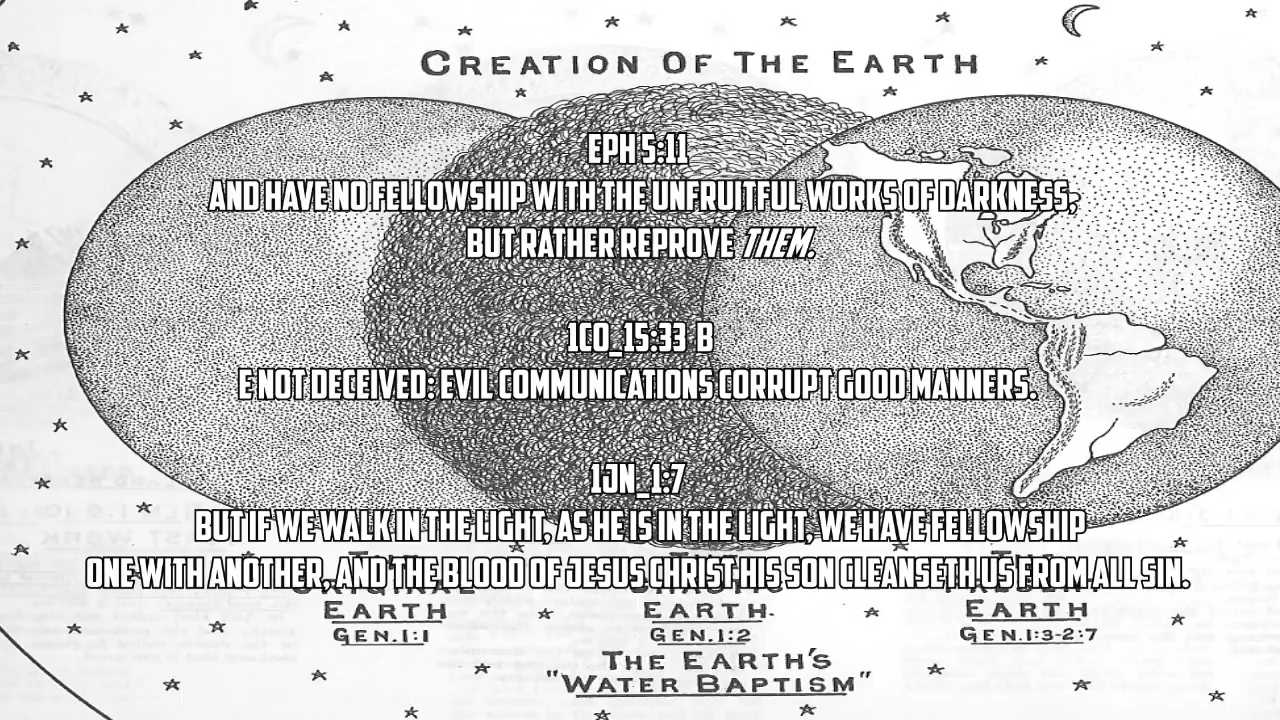 CREATION OF THE EARTH
EPH 5:11
AND HAVE NO FELLOWSHIP WITH THE UNFRUITFUL WORKS OF DARKNESS,
BUT RATHER REPROVE THEM.
1CO_15:33 B
E NOT DECEIVED: EVIL COMMUNICATIONS CORRUPT GOOD MANNERS.
1JN_1:7
BUT IF WE WALK IN THE LIGHT, AS HE IS IN THE LIGHT, WE HAVE FELLOWSHIP
ONE WITH ANOTHER, AND THE BLOOD OF JESUS CHRIST HIS SON CLEANSETH US FROM ALL SIN.
EARTH EARTH. EARTH
GEN.1:1 GEN.1:2 GEN.1:3-2:7
THE EARTH'S
"WATER BAPTISM"